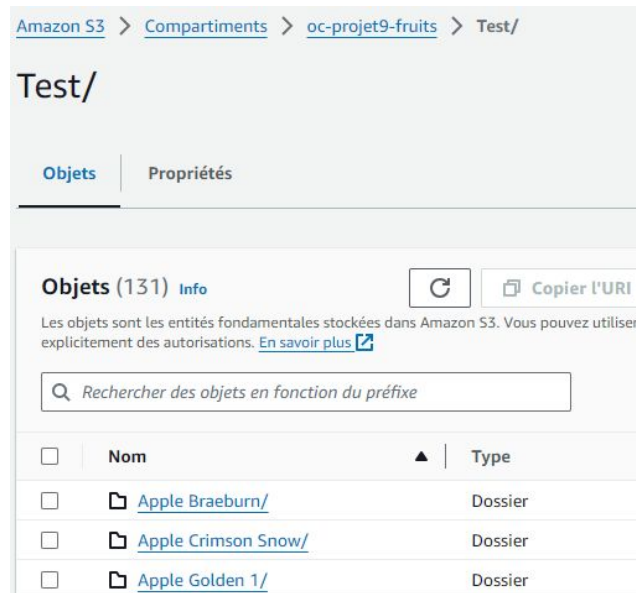 Amazon S3 > Compartiments > oc-projet9-fruits > Test/
Test/
Objets Propriétés
Objets (131) Info Copier l'URI
Les objets sont les entités fondamentales stockées dans Amazon S3. Vous pouvez utiliser
explicitement des autorisations. En savoir plus
Rechercher des objets en fonction du préfixe
Nom Type
Apple Braeburn/ Dossier
Apple Crimson Snow/ Dossier
Apple Golden 1/ Dossier